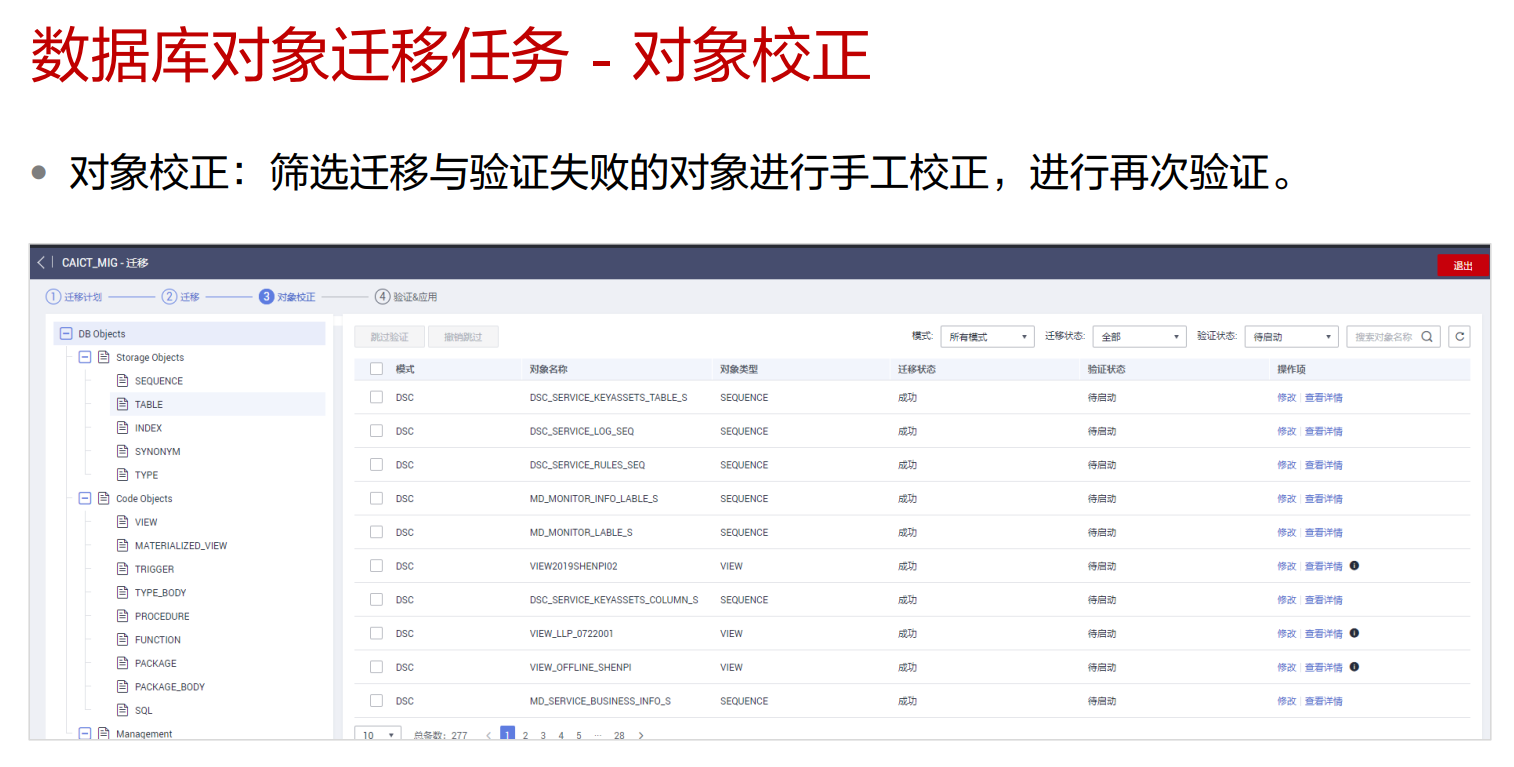 数据库对象迁移任务 - 对象校正
• 对象校正：筛选迁移与验证失败的对象进行手工校正，进行再次验证。
CAICT_MIG - 迁移
退出
1 迁移计划 2 迁移 3 对象校正 4 验证&应用
DB Objects
Storage Objects
SEQUENCE
TABLE
INDEX
SYNONYM
TYPE
Code Objects
VIEW
MATERIALIZED_VIEW
TRIGGER
TYPE_BODY
PROCEDURE
FUNCTION
PACKAGE
PACKAGE_BODY
SQL
Management
跳过验证 撤销跳过 模式: 所有模式 迁移状态: 全部 验证状态: 待启动 搜索对象名称
模式 对象名称 对象类型 迁移状态 验证状态 操作项
DSC DSC_SERVICE_KEYASSETS_TABLE_S SEQUENCE 成功 待启动 修改 查看详情
DSC DSC_SERVICE_LOG_SEQ SEQUENCE 成功 待启动 修改 查看详情
DSC DSC_SERVICE_RULES_SEQ SEQUENCE 成功 待启动 修改 查看详情
DSC MD_MONITOR_INFO_LABLE_S SEQUENCE 成功 待启动 修改 查看详情
DSC MD_MONITOR_LABLE_S SEQUENCE 成功 待启动 修改 查看详情
DSC VIEW2019SHENPI02 VIEW 成功 待启动 修改 查看详情
DSC DSC_SERVICE_KEYASSETS_COLUMN_S SEQUENCE 成功 待启动 修改 查看详情
DSC VIEW_LLP_0722001 VIEW 成功 待启动 修改 查看详情
DSC VIEW_OFFLINE_SHENPI VIEW 成功 待启动 修改 查看详情
DSC MD_SERVICE_BUSINESS_INFO_S SEQUENCE 成功 待启动 修改 查看详情
10 总条数: 277 < 1 2 3 4 5 ... 28 >